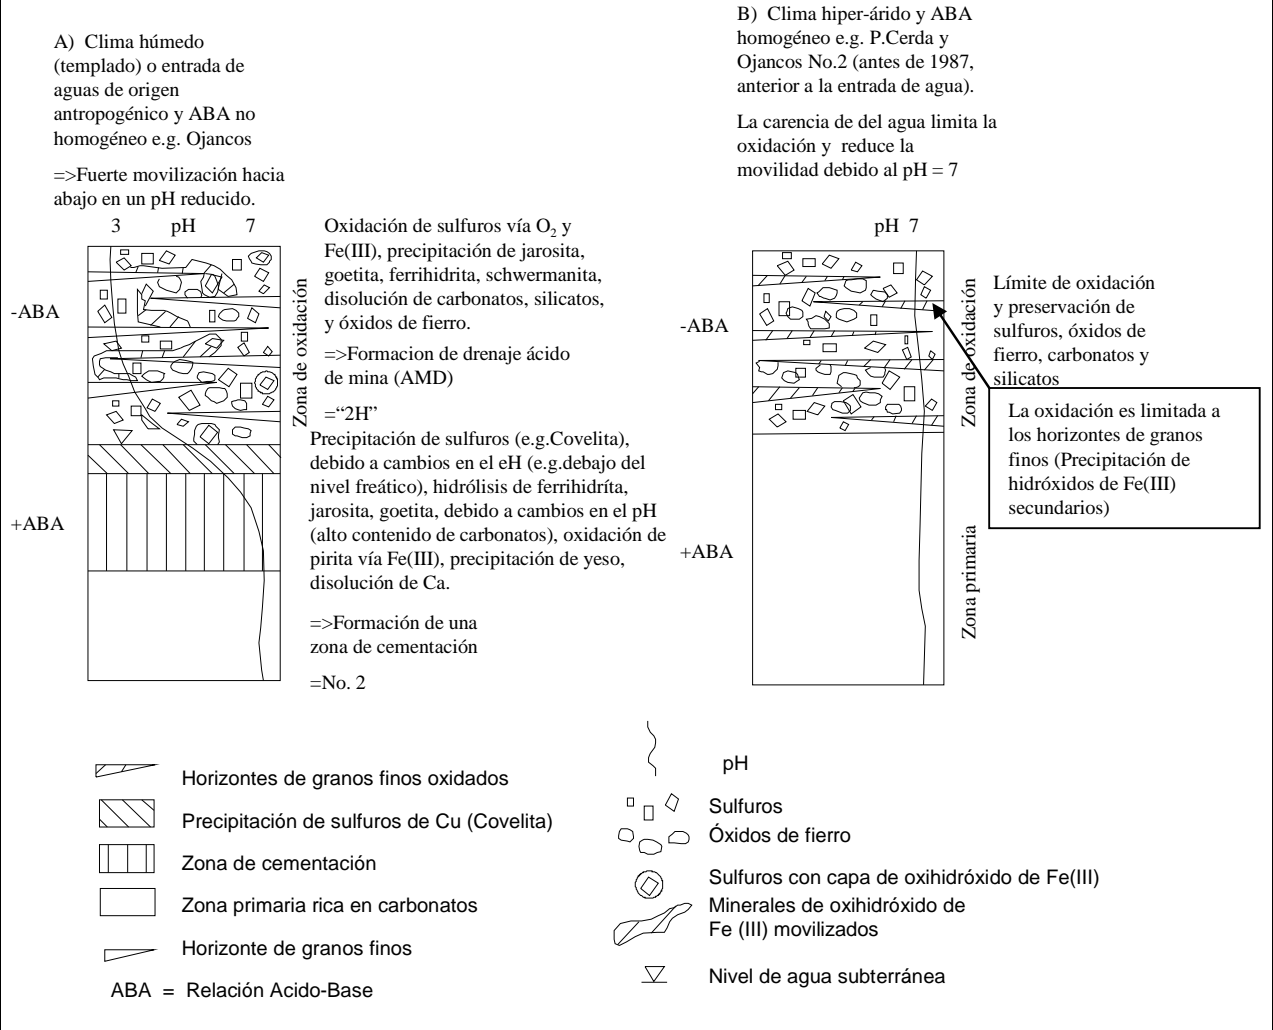 A) Clima húmedo
(templado) o entrada de
aguas de origen
antropogénico y ABA no
homogéneo e.g. Ojancos
=>Fuerte movilización hacia
abajo en un pH reducido.
3 pH 7
-ABA
+ABA
Zona de oxidación
Oxidación de sulfuros vía O₂ y
Fe(III), precipitación de jarosita,
goetita, ferrihidrita, schwermanita,
disolución de carbonatos, silicatos,
y óxidos de fierro.
=>Formacion de drenaje ácido
de mina (AMD)
=“2H”
Precipitación de sulfuros (e.g.Covelita),
debido a cambios en el eH (e.g.debajo del
nivel freático), hidrólisis de ferrihidríta,
jarosita, goetita, debido a cambios en el pH
(alto contenido de carbonatos), oxidación de
pirita vía Fe(III), precipitación de yeso,
disolución de Ca.
=>Formación de una
zona de cementación
=No. 2
B) Clima hiper-árido y ABA
homogéneo e.g. P.Cerda y
Ojancos No.2 (antes de 1987,
anterior a la entrada de agua).
La carencia de del agua limita la
oxidación y reduce la
movilidad debido al pH = 7
pH 7
-ABA
+ABA
Zona de oxidación
Zona primaria
Límite de oxidación
y preservación de
sulfuros, óxidos de
fierro, carbonatos y
silicatos
La oxidación es limitada a
los horizontes de granos
finos (Precipitación de
hidróxidos de Fe(III)
secundarios)
Horizontes de granos finos oxidados
Precipitación de sulfuros de Cu (Covelita)
Zona de cementación
Zona primaria rica en carbonatos
Horizonte de granos finos
ABA = Relación Acido-Base
pH
Sulfuros
Óxidos de fierro
Sulfuros con capa de oxihidróxido de Fe(III)
Minerales de oxihidróxido de
Fe (III) movilizados
Nivel de agua subterránea